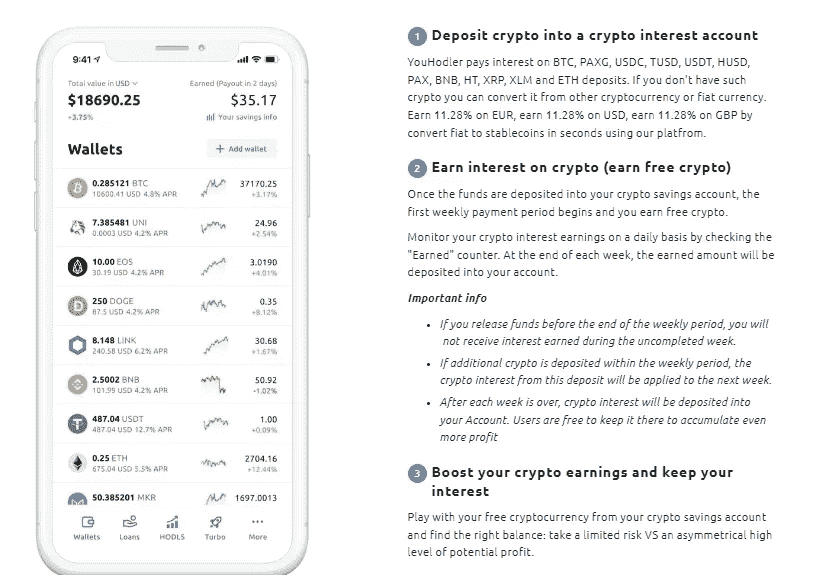 9:41
Total value in USD
Earned (Payout in 2 days)
$18690.25
$35.17
+3.75%
Your savings info
Wallets
+ Add wallet
0.285121 BTC
37170.25
10600.41 USD 4.8% APR
+3.17%
7.385481 UNI
24.96
0.0003 USD 4.2% APR
+2.54%
10.00 EOS
3.0190
30.19 USD 4.2% APR
+4.01%
250 DOGE
0.35
87.5 USD 4.2% APR
+8.12%
8.148 LINK
30.68
240.58 USD 6.2% APR
+1.67%
2.5002 BNB
50.92
101.99 USD 4.2% APR
-1.02%
487.04 USDT
1.00
487.04 USD 12.7% APR
+0.09%
0.25 ETH
2704.16
675.04 USD 5.5% APR
+12.44%
50.385201 MKR
1697.0013
Wallets
Loans
HODLS
Turbo
More
1 Deposit crypto into a crypto interest account
YouHodler pays interest on BTC, PAXG, USDC, TUSD, USDT, HUSD,
PAX, BNB, HT, XRP, XLM and ETH deposits. If you don't have such
crypto you can convert it from other cryptocurrency or fiat currency.
Earn 11.28% on EUR, earn 11.28% on USD, earn 11.28% on GBP by
convert fiat to stablecoins in seconds using our platfrom.
2 Earn interest on crypto (earn free crypto)
Once the funds are deposited into your crypto savings account, the
first weekly payment period begins and you earn free crypto.
Monitor your crypto interest earnings on a daily basis by checking the
"Earned" counter. At the end of each week, the earned amount will be
deposited into your account.
Important info
• If you release funds before the end of the weekly period, you will
not receive interest earned during the uncompleted week.
• If additional crypto is deposited within the weekly period, the
crypto interest from this deposit will be applied to the next week.
• After each week is over, crypto interest will be deposited into
your Account. Users are free to keep it there to accumulate even
more profit
3 Boost your crypto earnings and keep your
interest
Play with your free cryptocurrency from your crypto savings account
and find the right balance: take a limited risk VS an asymmetrical high
level of potential profit.